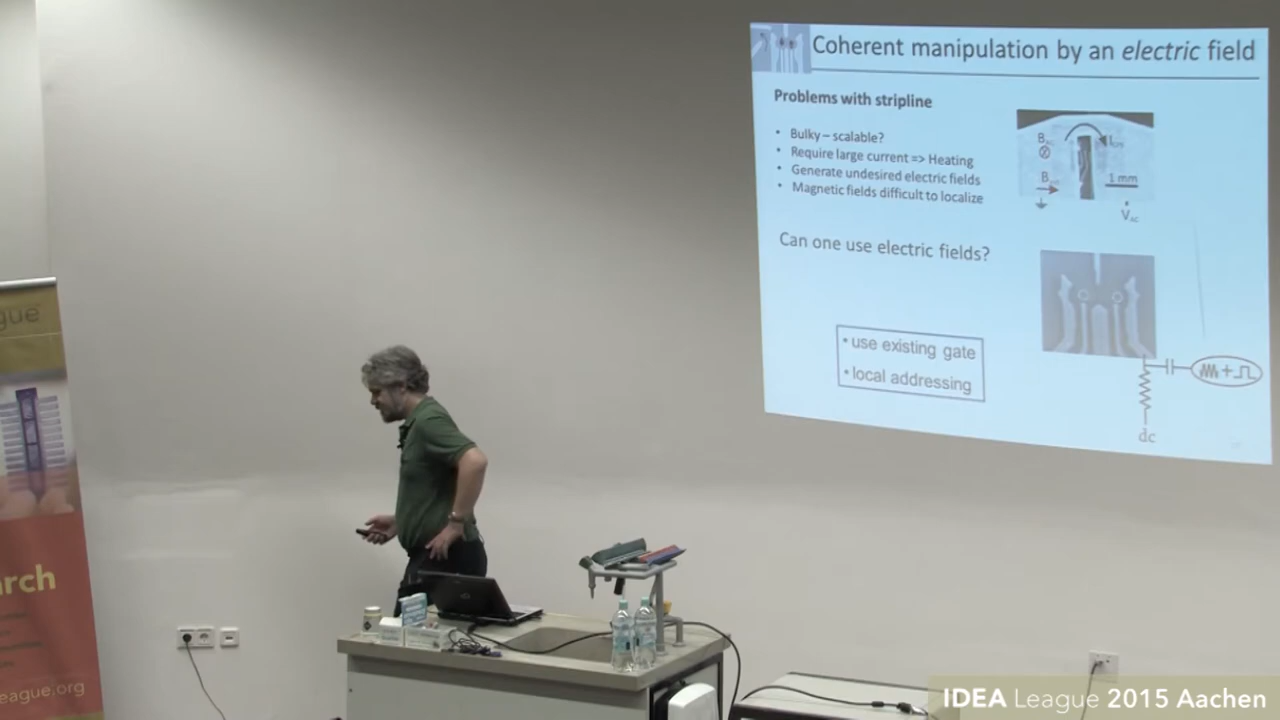 Coherent manipulation by an electric field
Problems with stripline
• Bulky – scalable?
• Require large current => Heating
• Generate undesired electric fields
• Magnetic fields difficult to localize
1 mm
Can one use electric fields?
• use existing gate
• local addressing
dc
gue
arch
eague.org
IDEA League 2015 Aachen